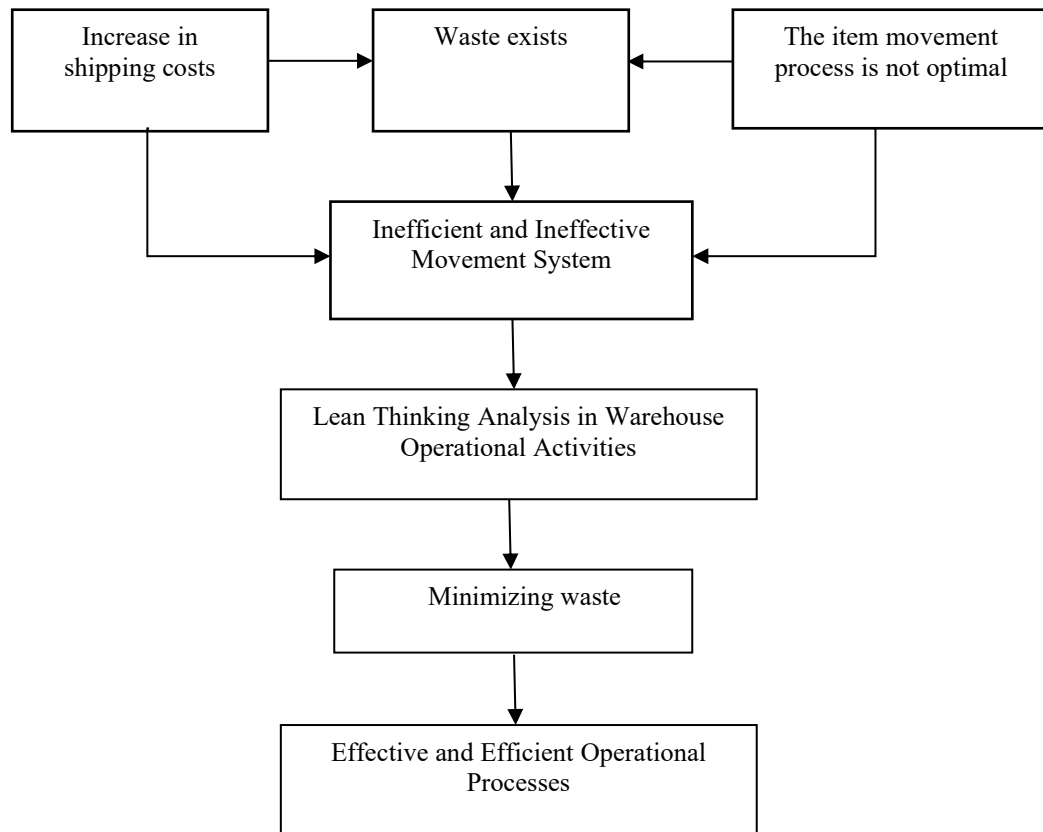 Increase in
shipping costs
Waste exists
The item movement
process is not optimal
Inefficient and Ineffective
Movement System
Lean Thinking Analysis in Warehouse
Operational Activities
Minimizing waste
Effective and Efficient Operational
Processes